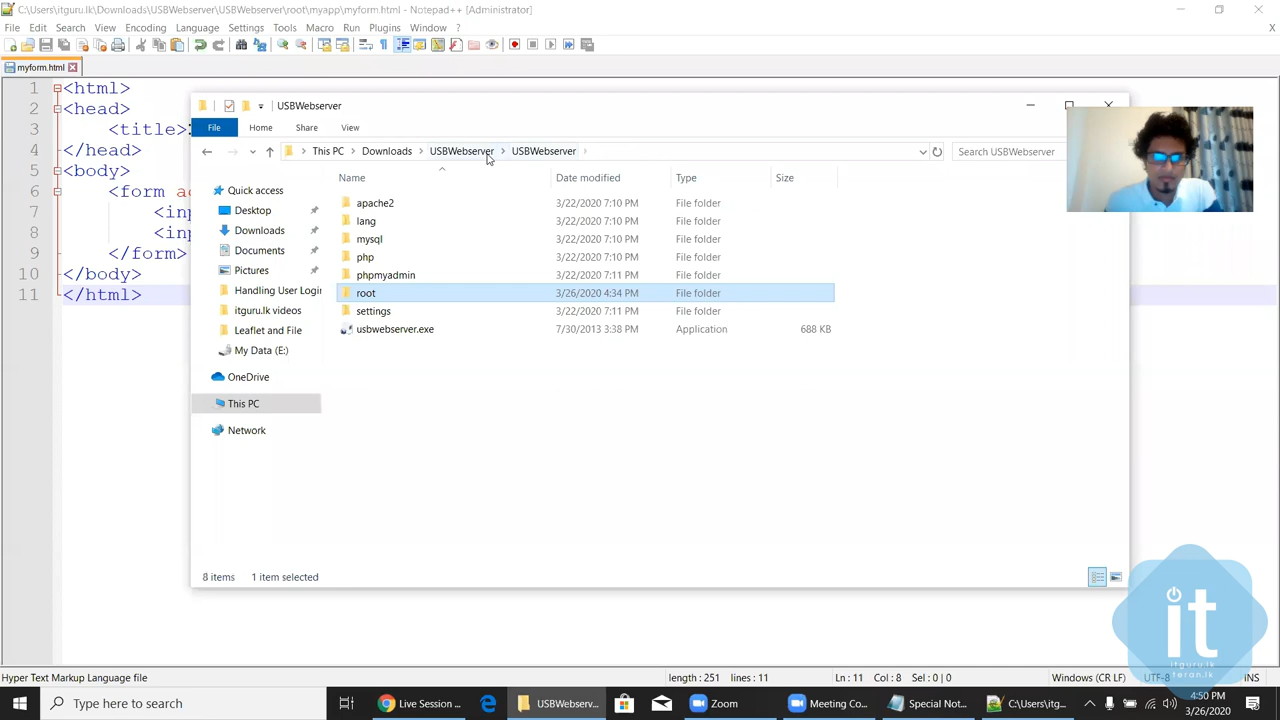 C:\Users\itguru.lk\Downloads\USBWebserver\USBWebserver\root\myapp\myform.html - Notepad++ [Administrator]
File Edit Search View Encoding Language Settings Tools Macro Run Plugins Window ?
X
myform.html
1 <html>
2 <head>
3 <title>
4 </head>
5 <body>
6 <form ac
7 <inp
8 <inp
9 </form>
10 </body>
11 </html>
USBWebserver
File Home Share View
This PC > Downloads > USBWebserver > USBWebserver >
Search USBWebserver
Name Date modified Type Size
Quick access
Desktop
Downloads
Documents
Pictures
Handling User Login
itguru.lk videos
Leaflet and File
My Data (E:)
OneDrive
This PC
Network
apache2 3/22/2020 7:10 PM File folder
lang 3/22/2020 7:10 PM File folder
mysql 3/22/2020 7:10 PM File folder
php 3/22/2020 7:10 PM File folder
phpmyadmin 3/22/2020 7:11 PM File folder
root 3/26/2020 4:34 PM File folder
settings 3/22/2020 7:11 PM File folder
usbwebserver.exe 7/30/2013 3:38 PM Application 688 KB
8 items 1 item selected
it
itguru.lk
teran.lk
Hyper Text Markup Language file
length : 251 lines : 11
Ln : 11 Col : 8 Sel : 0 | 0
Windows (CR LF)
UTF-8
INS
Type here to search
Live Session ...
USBWebserv...
Zoom
Meeting Co...
Special Not...
C:\Users\itg...
4:50 PM
3/26/2020